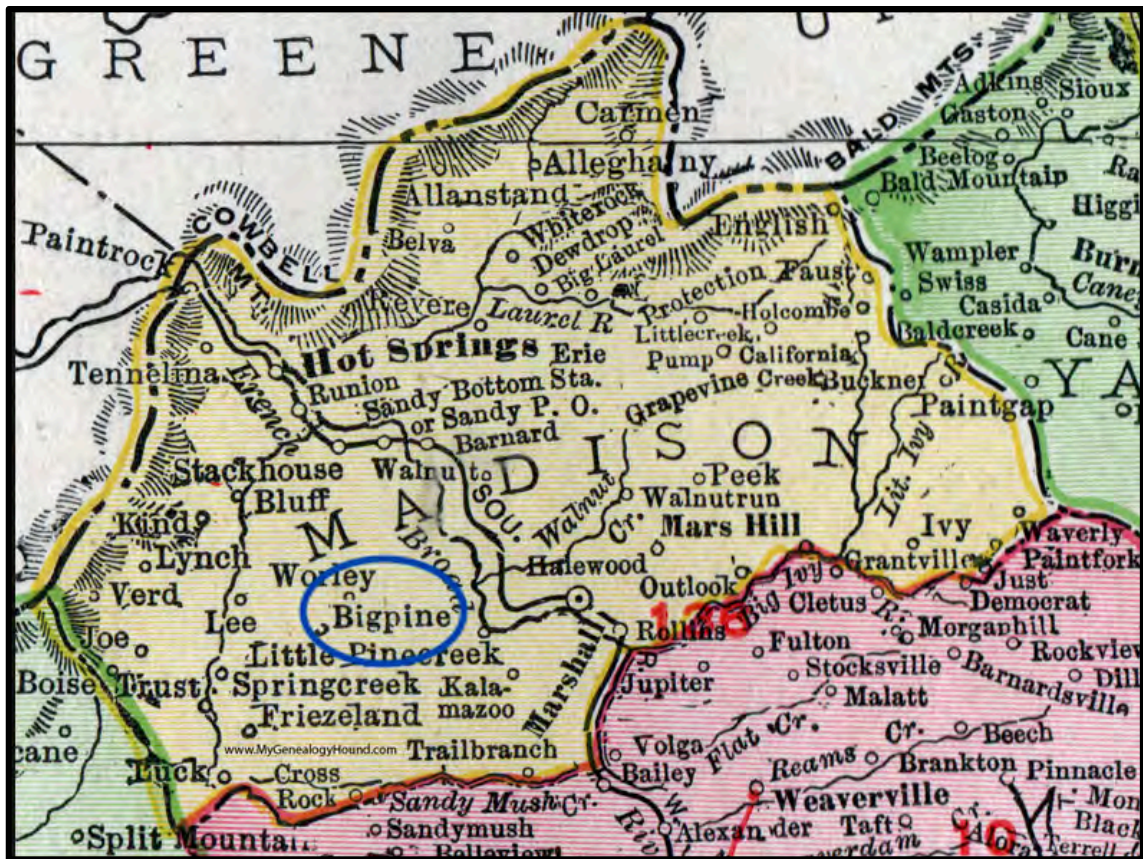 GREENE
U
BALD MTS.
Adkins
Sioux
Gaston
Carmen
Alleghany
Beelog
Bald Mountain
Allanstand
COWBELL MT.
Paintrock
Belva
Whiterock
Dewdrop
Big Laurel
English
Higgi
Wampler
Swiss
Burn
Cane
Casida
Baldcreek
Cane
YA
Revere
Laurel R
Protection
Faust
Holcombe
Littlecreek
Pump
California
Hot Springs
Erie
Tennelina
French
Runion
Sandy Bottom Sta.
or Sandy P. O.
Barnard
Grapevine Creek
Buckner
Paintgap
Stackhouse
Walnut
Bluff
SOU.
MADISON
Peek
Walnut Cr.
Walnutrun
Lit. Ivy
Mars Hill
Ivy
Waverly
Paintfork
Lynch
Broad
Worley
Halewood
Outlook
Grantville
Just
Democrat
Verd
Bigpine
Big Ivy R.
Cletus
Lee
Rollins
Morganhill
Joe
Little Pinecreek
Fulton
Rockview
Stocksville
Barnardsville
Dill
Boise
Trust
Springcreek
Kala-
mazoo
Marshall
Jupiter
Malatt
Friezeland
Flat Cr.
www.MyGenealogyHound.com
Trailbranch
Volga
Beech
cane
Luck
Cross
Rock
Bailey
Reams Cr.
Brankton
Pinnacle
Sandy Mush Cr.
Weaverville
Split Mountain
Sandymush
Alexander
Taft
Riv